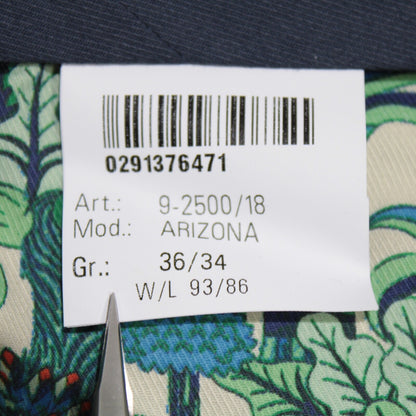 0291376471
Art.: 9-2500/18
Mod.: ARIZONA
Gr.: 36/34
W/L 93/86